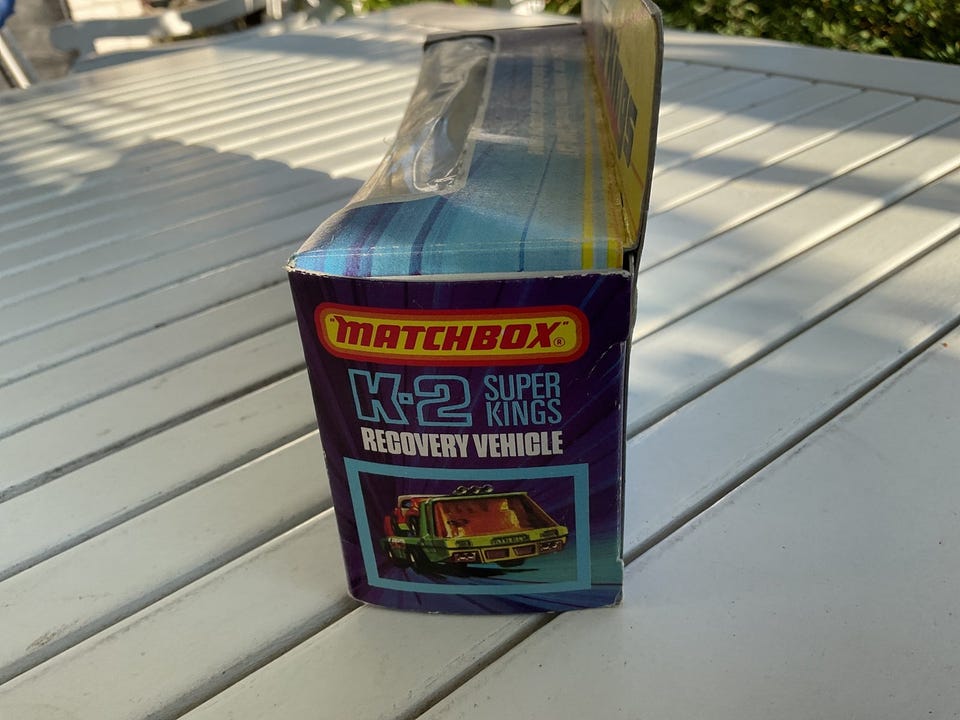 "MATCHBOX"®
K-2 SUPER
KINGS
RECOVERY VEHICLE